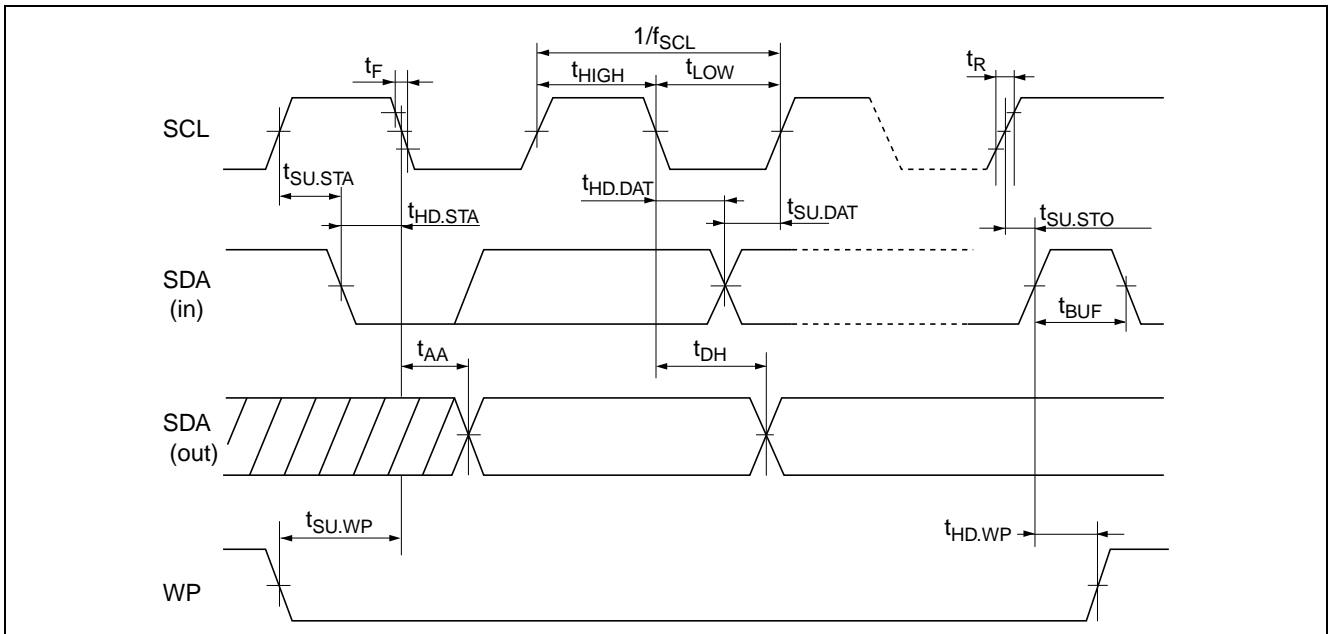 1/fSCL
tF
tHIGH
tLOW
tR
SCL
tSU.STA
tHD.STA
tHD.DAT
tSU.DAT
tSU.STO
SDA
(in)
tBUF
tAA
tDH
SDA
(out)
tSU.WP
tHD.WP
WP